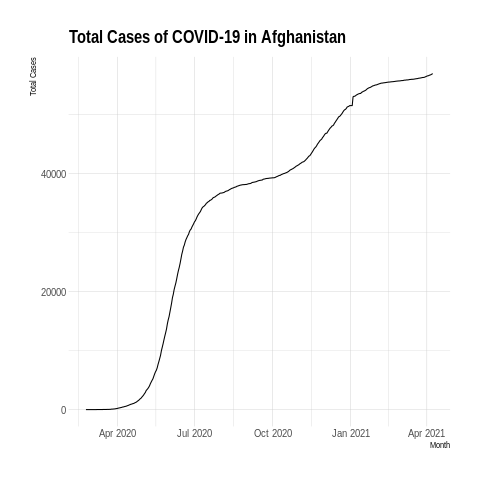 Total Cases of COVID-19 in Afghanistan
Total Cases
40000
20000
0
Apr 2020 Jul 2020 Oct 2020 Jan 2021 Apr 2021
Month